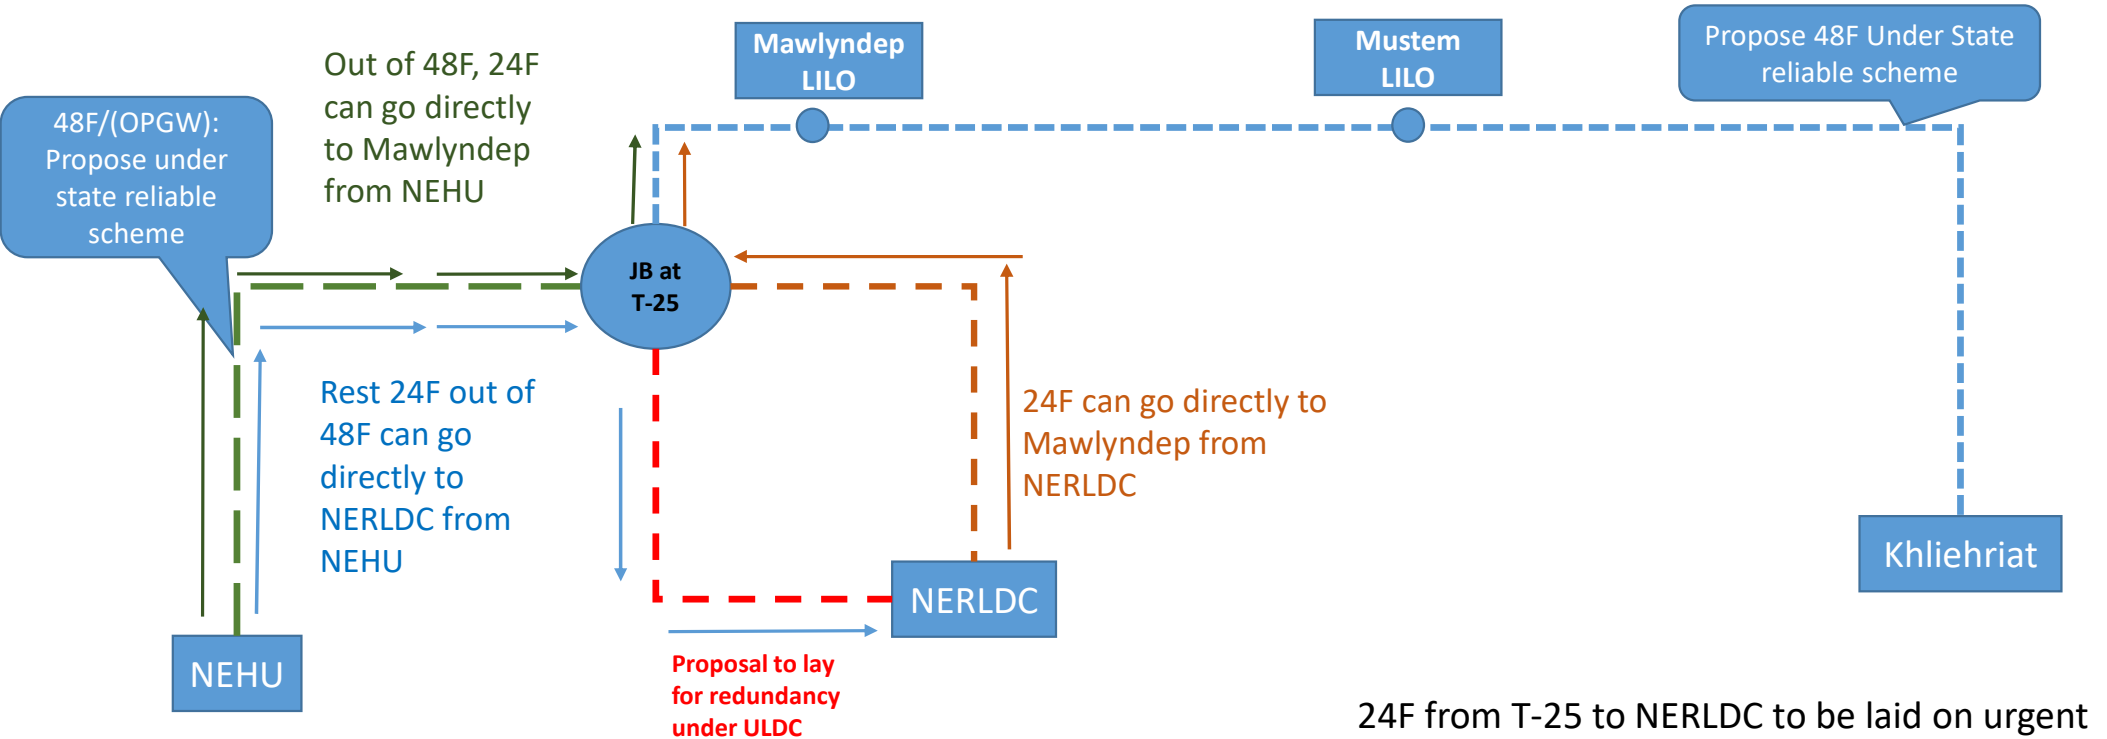 Out of 48F, 24F
can go directly
to Mawlyndep
from NEHU
Mawlyndep
LILO
Mustem
LILO
Propose 48F Under State
reliable scheme
48F/(OPGW):
Propose under
state reliable
scheme
JB at
T-25
Rest 24F out of
48F can go
directly to
NERLDC from
NEHU
24F can go directly to
Mawlyndep from
NERLDC
Khliehriat
NERLDC
NEHU
Proposal to lay
for redundancy
under ULDC
24F from T-25 to NERLDC to be laid on urgent